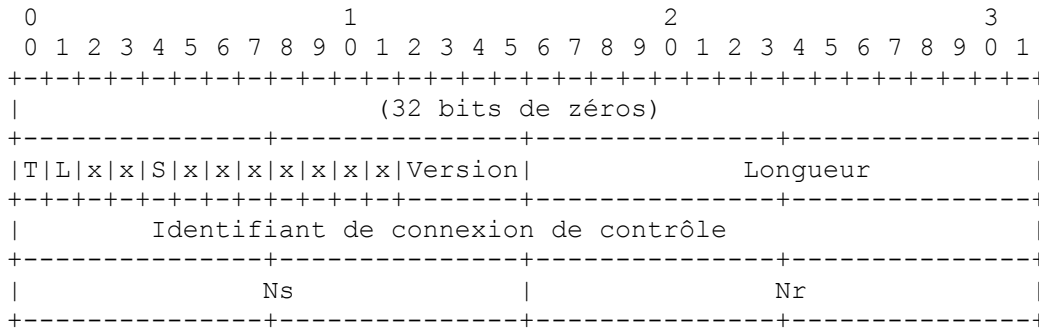 0                   1                   2                   3
 0 1 2 3 4 5 6 7 8 9 0 1 2 3 4 5 6 7 8 9 0 1 2 3 4 5 6 7 8 9 0 1
+-+-+-+-+-+-+-+-+-+-+-+-+-+-+-+-+-+-+-+-+-+-+-+-+-+-+-+-+-+-+-+-+
|                      (32 bits de zéros)                       |
+---------------+---------------+---------------+---------------+
|T|L|x|x|S|x|x|x|x|x|x|x|Version|             Longueur          |
+-+-+-+-+-+-+-+-+-+-+-+-+-------+---------------+---------------+
|        Identifiant de connexion de contrôle                   |
+---------------+---------------+---------------+---------------+
|               Ns              |               Nr              |
+---------------+---------------+---------------+---------------+